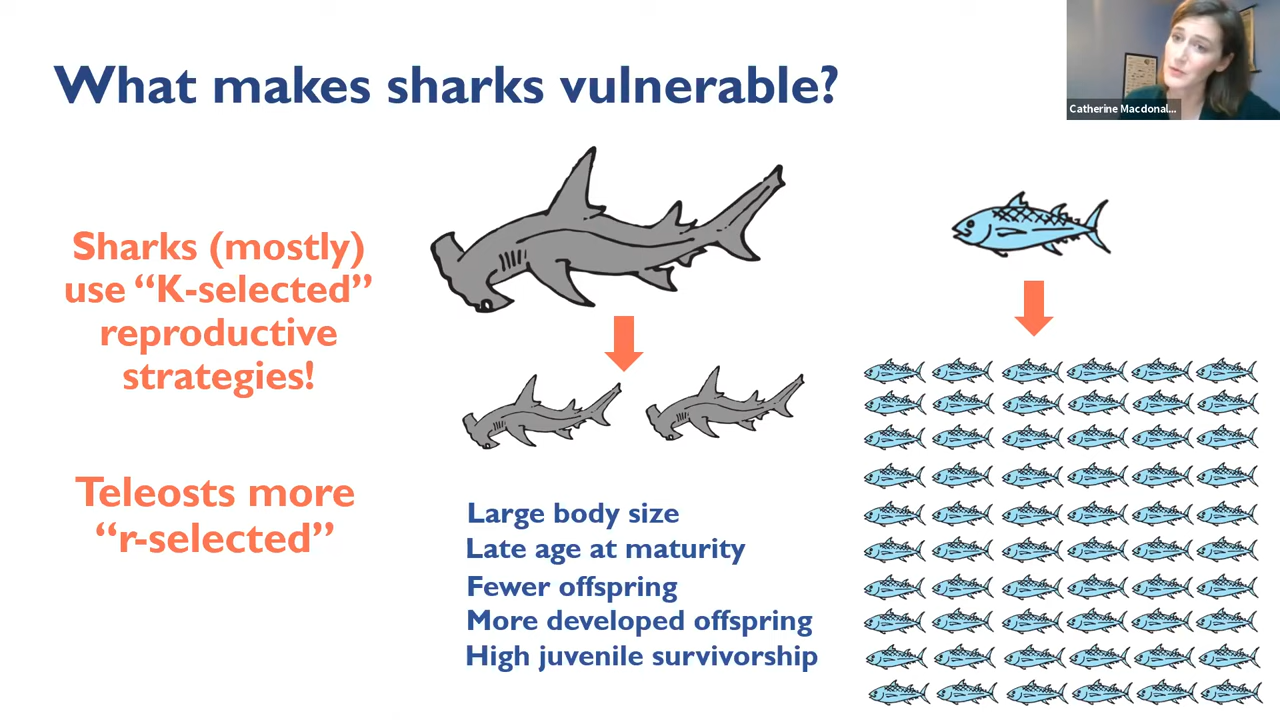 What makes sharks vulnerable?
Catherine Macdonal...
Sharks (mostly)
use “K-selected”
reproductive
strategies!
Teleosts more
“r-selected”
Large body size
Late age at maturity
Fewer offspring
More developed offspring
High juvenile survivorship